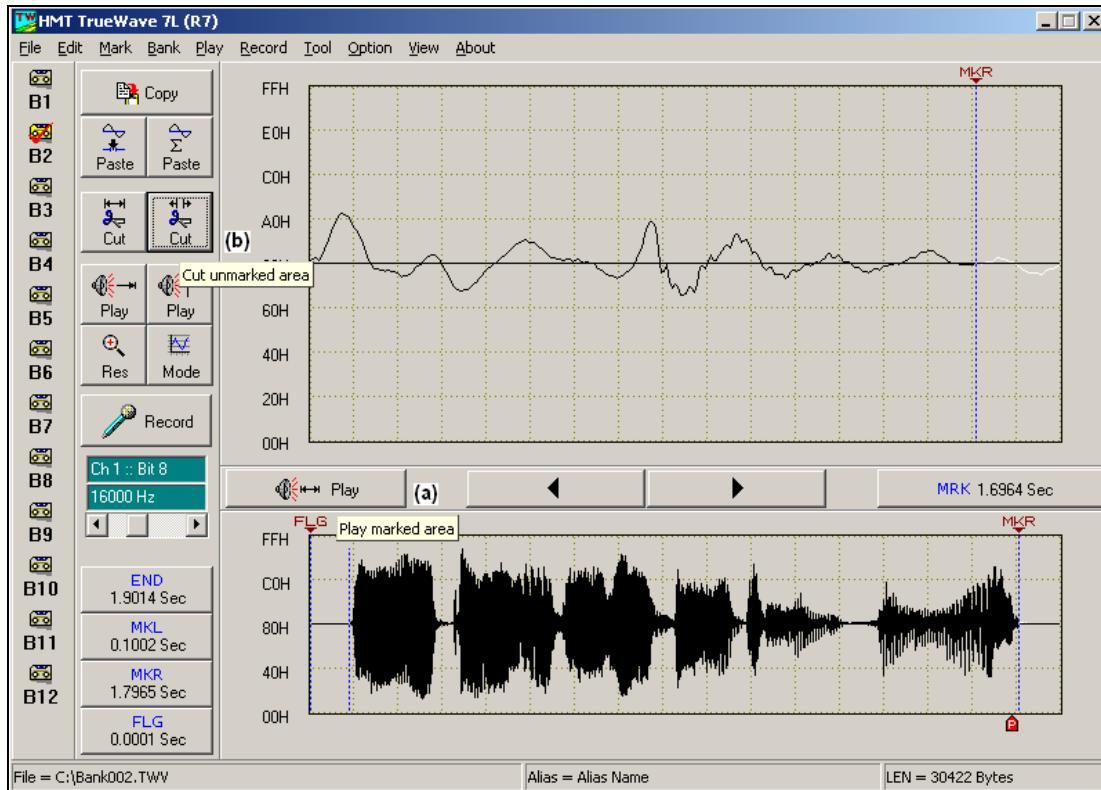 HMT TrueWave 7L (R7)
File Edit Mark Bank Play Record Tool Option View About
B1
B2
B3
B4
B5
B6
B7
B8
B9
B10
B11
B12
Copy
Paste Paste
Cut Cut
(b)
Cut unmarked area
Play Play
Res Mode
Record
Ch 1 :: Bit 8
16000 Hz
END
1.9014 Sec
MKL
0.1002 Sec
MKR
1.7965 Sec
FLG
0.0001 Sec
MKR
FFH
E0H
C0H
A0H
60H
40H
20H
00H
Play
(a)
MRK 1.6964 Sec
Play marked area
FLG
MKR
FFH
C0H
80H
40H
00H
P
File = C:\Bank002.TWV
Alias = Alias Name
LEN = 30422 Bytes